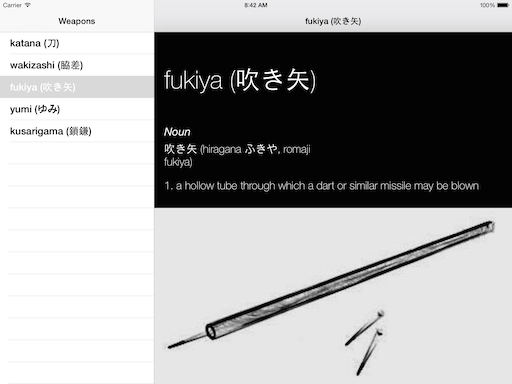 Carrier 8:42 AM 100%
Weapons
fukiya (吹き矢)
katana (刀)
wakizashi (脇差)
fukiya (吹き矢)
yumi (ゆみ)
kusarigama (鎖鎌)
fukiya (吹き矢)
Noun
吹き矢 (hiragana ふきや, romaji
fukiya)
1. a hollow tube through which a dart or similar missile may be blown